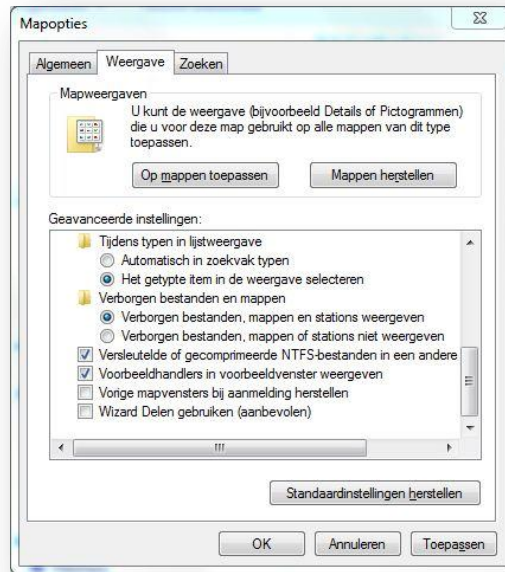 Mapopties
Algemeen Weergave Zoeken
Mapweergaven
U kunt de weergave (bijvoorbeeld Details of Pictogrammen)
die u voor deze map gebruikt op alle mappen van dit type
toepassen.
Op mappen toepassen Mappen herstellen
Geavanceerde instellingen:
Tijdens typen in lijstweergave
Automatisch in zoekvak typen
Het getypte item in de weergave selecteren
Verborgen bestanden en mappen
Verborgen bestanden, mappen en stations weergeven
Verborgen bestanden, mappen of stations niet weergeven
Versleutelde of gecomprimeerde NTFS-bestanden in een andere
Voorbeeldhandlers in voorbeeldvenster weergeven
Vorige mapvensters bij aanmelding herstellen
Wizard Delen gebruiken (aanbevolen)
Standaardinstellingen herstellen
OK Annuleren Toepassen